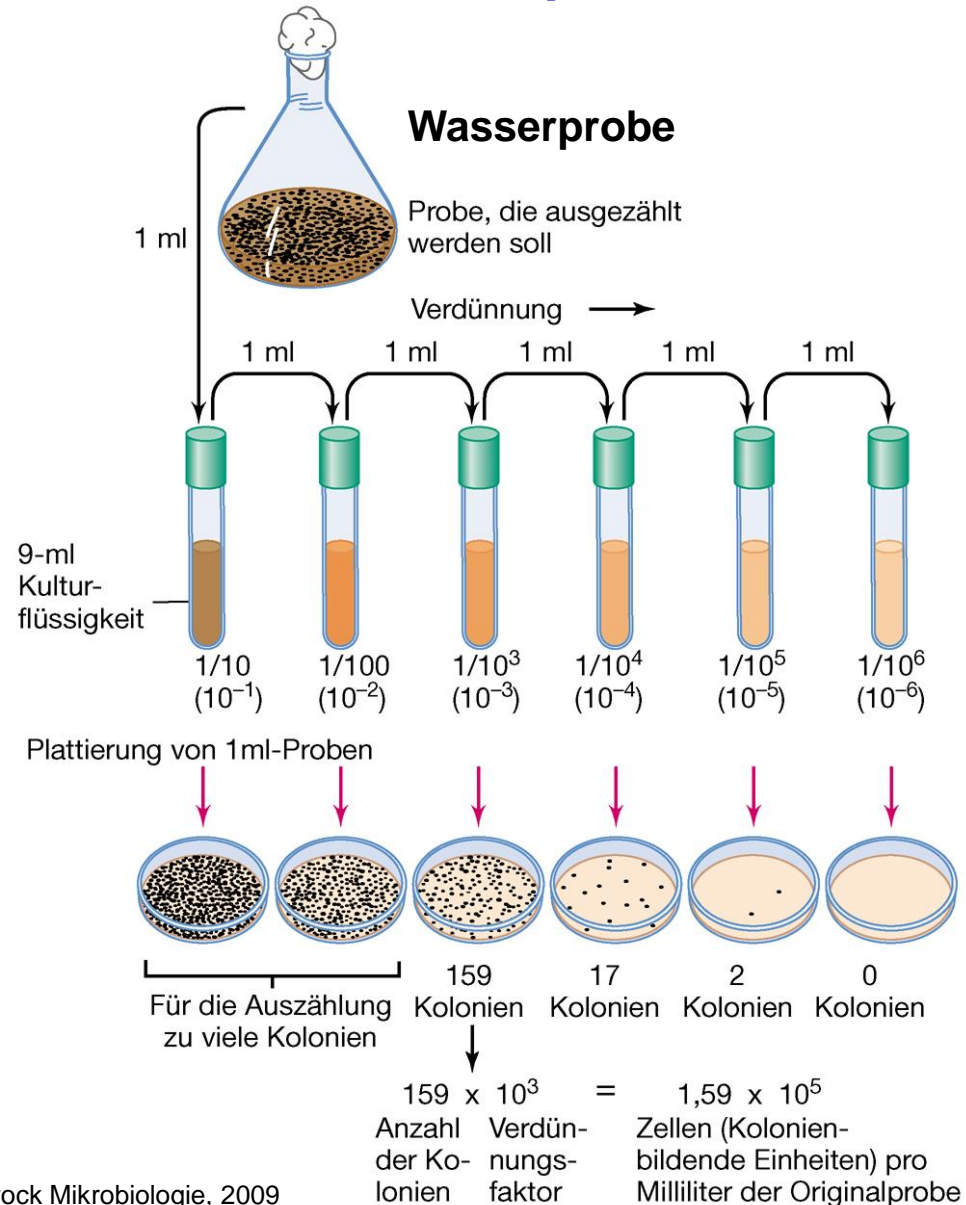 Wasserprobe
Probe, die ausgezählt
werden soll
1 ml
Verdünnung
1 ml 1 ml 1 ml 1 ml 1 ml
9-ml
Kultur-
flüssigkeit
1/10 1/100 1/10³ 1/10⁴ 1/10⁵ 1/10⁶
(10⁻¹) (10⁻²) (10⁻³) (10⁻⁴) (10⁻⁵) (10⁻⁶)
Plattierung von 1ml-Proben
159 17 2 0
Kolonien Kolonien Kolonien Kolonien
Für die Auszählung
zu viele Kolonien
159 x 10³ = 1,59 x 10⁵
Anzahl
der Ko-
lonien
Verdün-
nungs-
faktor
Zellen (Kolonien-
bildende Einheiten) pro
Milliliter der Originalprobe
Mikrobiologie, 2009